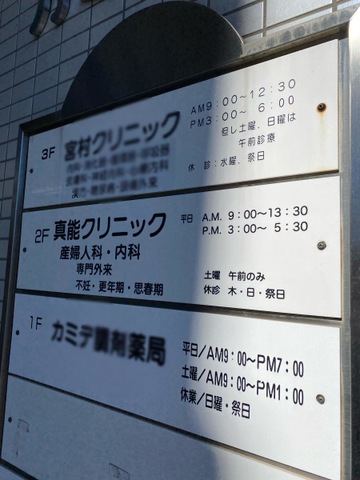 3F
宮村クリニック
AM9:00〜12:30
PM3:00〜 6:00
但し土曜、日曜は
午前診療
休 診:水曜、祭日
2F 真能クリニック
産婦人科・内科
専門外来
不妊・更年期・思春期
平日 A.M. 9:00〜13:30
P.M. 3:00〜 5:30
土曜 午前のみ
休診 木・日・祭日
1F
カミデ調剤薬局
平日/AM9:00〜PM7:00
土曜/AM9:00〜PM1:00
休業/日曜・祭日